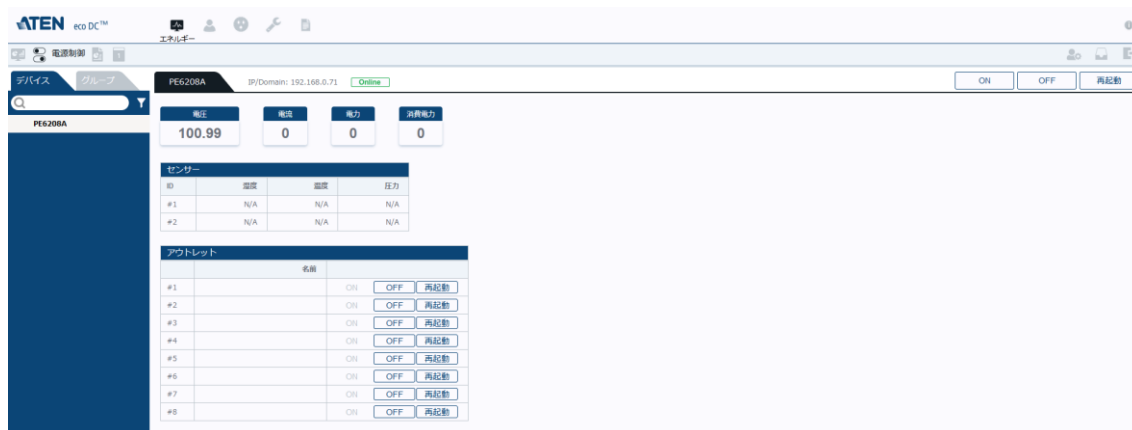 ATEN eco DC™
エネルギー
電源制御
デバイス グループ
PE6208A IP/Domain: 192.168.0.71 Online ON OFF 再起動
PE6208A
電圧 電流 電力 消費電力
100.99 0 0 0
センサー
ID 温度 湿度 圧力
#1 N/A N/A N/A
#2 N/A N/A N/A
アウトレット
名前
#1 ON OFF 再起動
#2 ON OFF 再起動
#3 ON OFF 再起動
#4 ON OFF 再起動
#5 ON OFF 再起動
#6 ON OFF 再起動
#7 ON OFF 再起動
#8 ON OFF 再起動